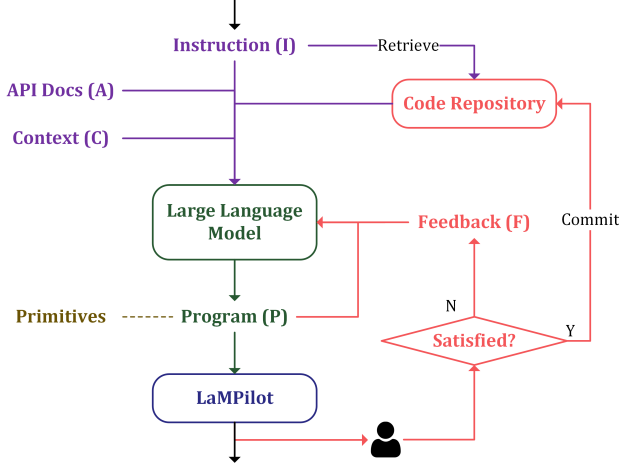 Instruction (I)
Retrieve
API Docs (A)
Code Repository
Context (C)
Large Language
Model
Feedback (F)
Commit
N
Primitives
Program (P)
Y
Satisfied?
LaMPilot